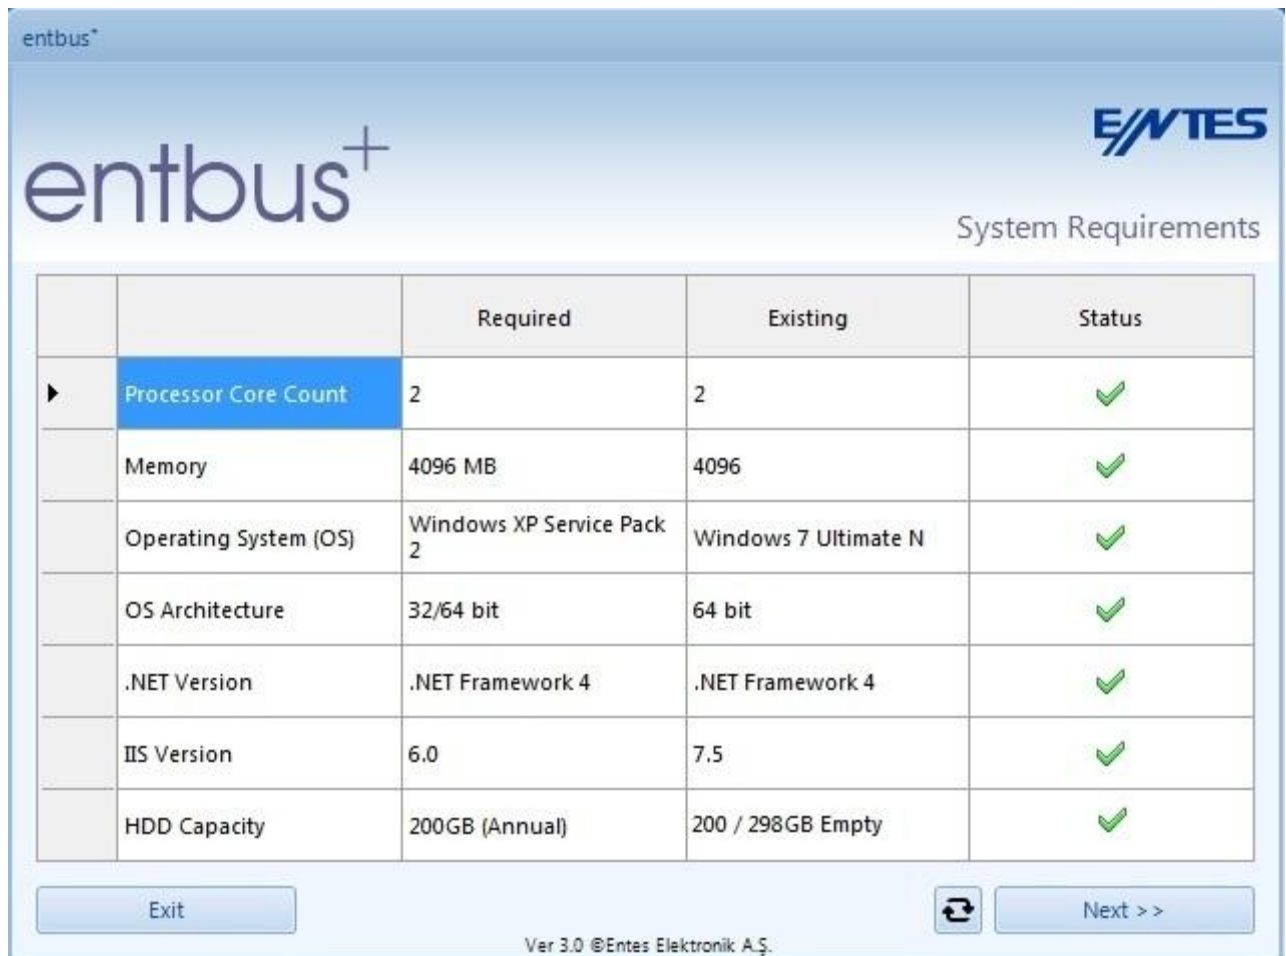 entbus+
ENTES
entbus+
System Requirements
Required Existing Status
Processor Core Count 2 2
Memory 4096 MB 4096
Operating System (OS) Windows XP Service Pack 2 Windows 7 Ultimate N
OS Architecture 32/64 bit 64 bit
.NET Version .NET Framework 4 .NET Framework 4
IIS Version 6.0 7.5
HDD Capacity 200GB (Annual) 200 / 298GB Empty
Exit Next >>
Ver 3.0 ©Entes Elektronik A.Ş.